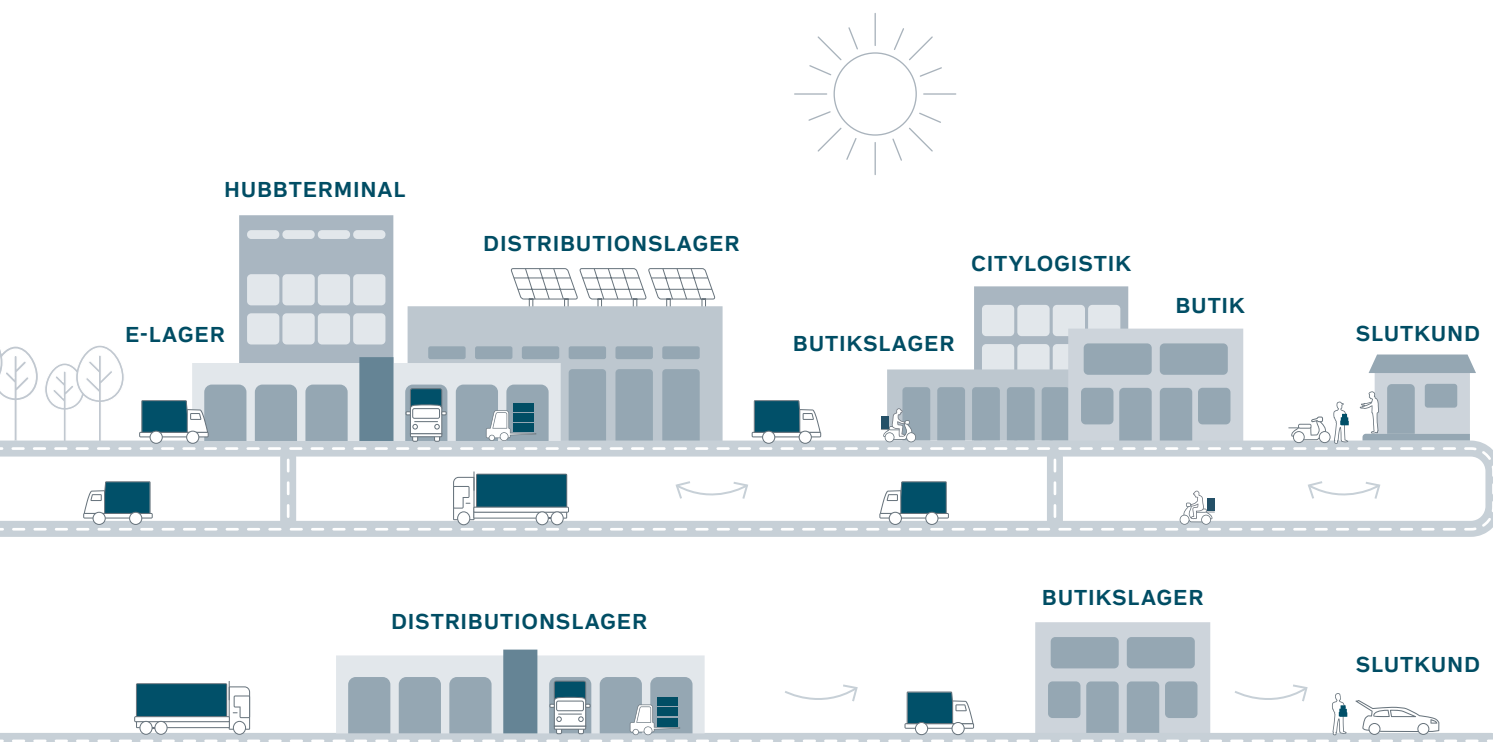 HUBBTERMINAL
DISTRIBUTIONSLAGER
CITYLOGISTIK
BUTIK
E-LAGER
BUTIKSLAGER
SLUTKUND
DISTRIBUTIONSLAGER
BUTIKSLAGER
SLUTKUND